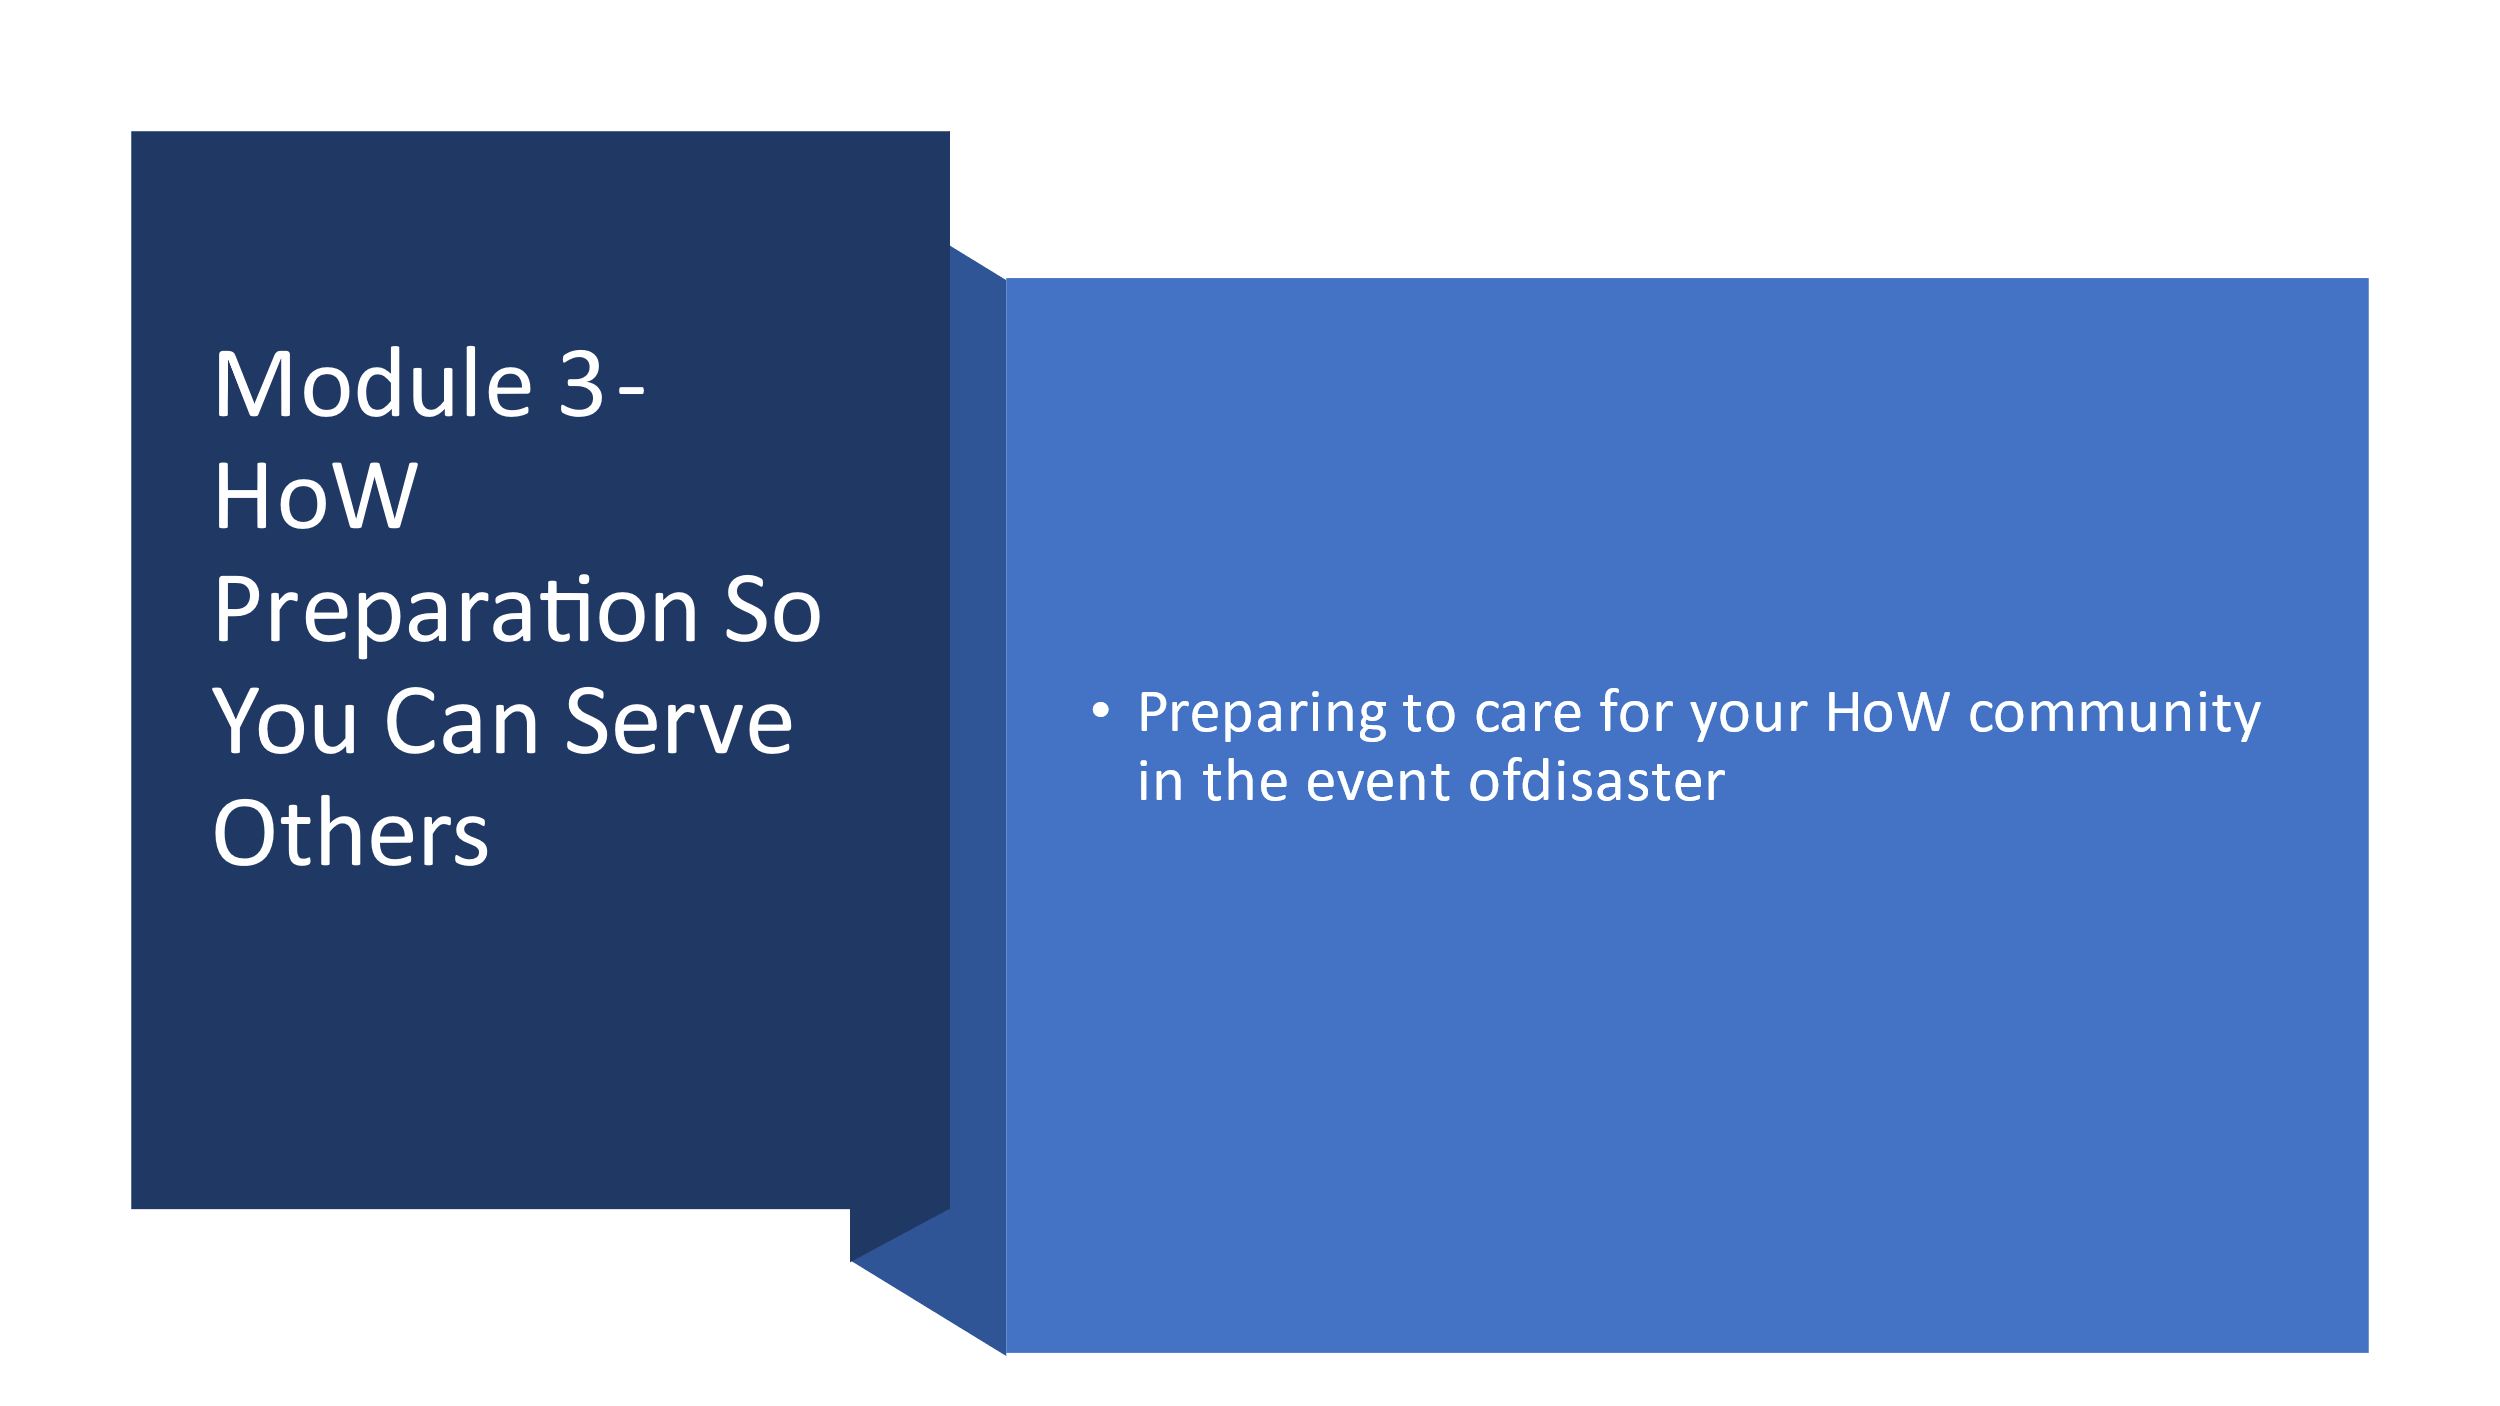 Module 3 -
HoW
Preparation So
You Can Serve
Others
• Preparing to care for your HoW community
in the event ofdisaster